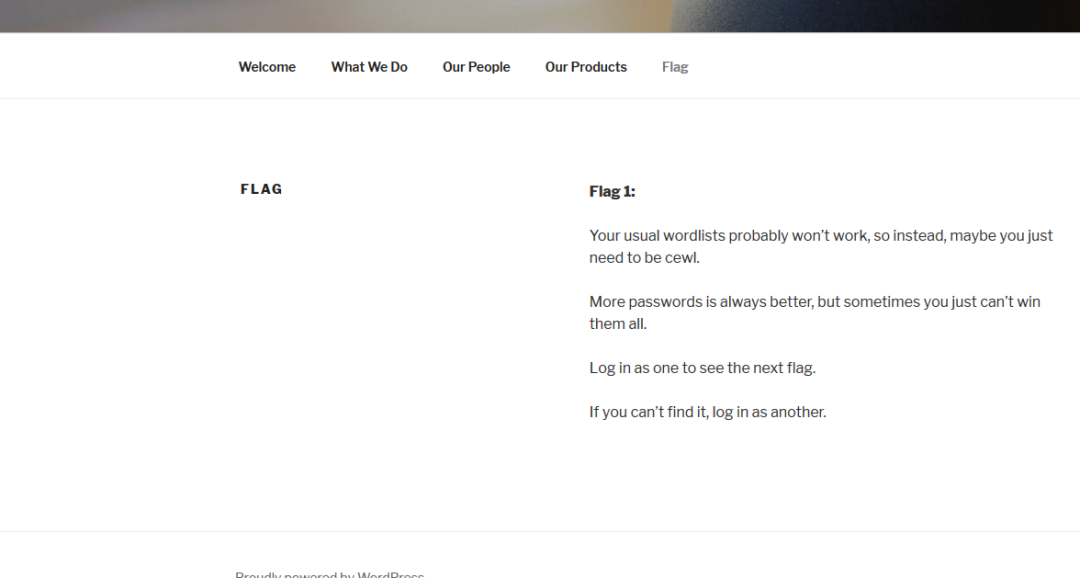 Welcome What We Do Our People Our Products Flag
FLAG
Flag 1:
Your usual wordlists probably won’t work, so instead, maybe you just
need to be cewl.
More passwords is always better, but sometimes you just can’t win
them all.
Log in as one to see the next flag.
If you can’t find it, log in as another.
Proudly powered by WordPress